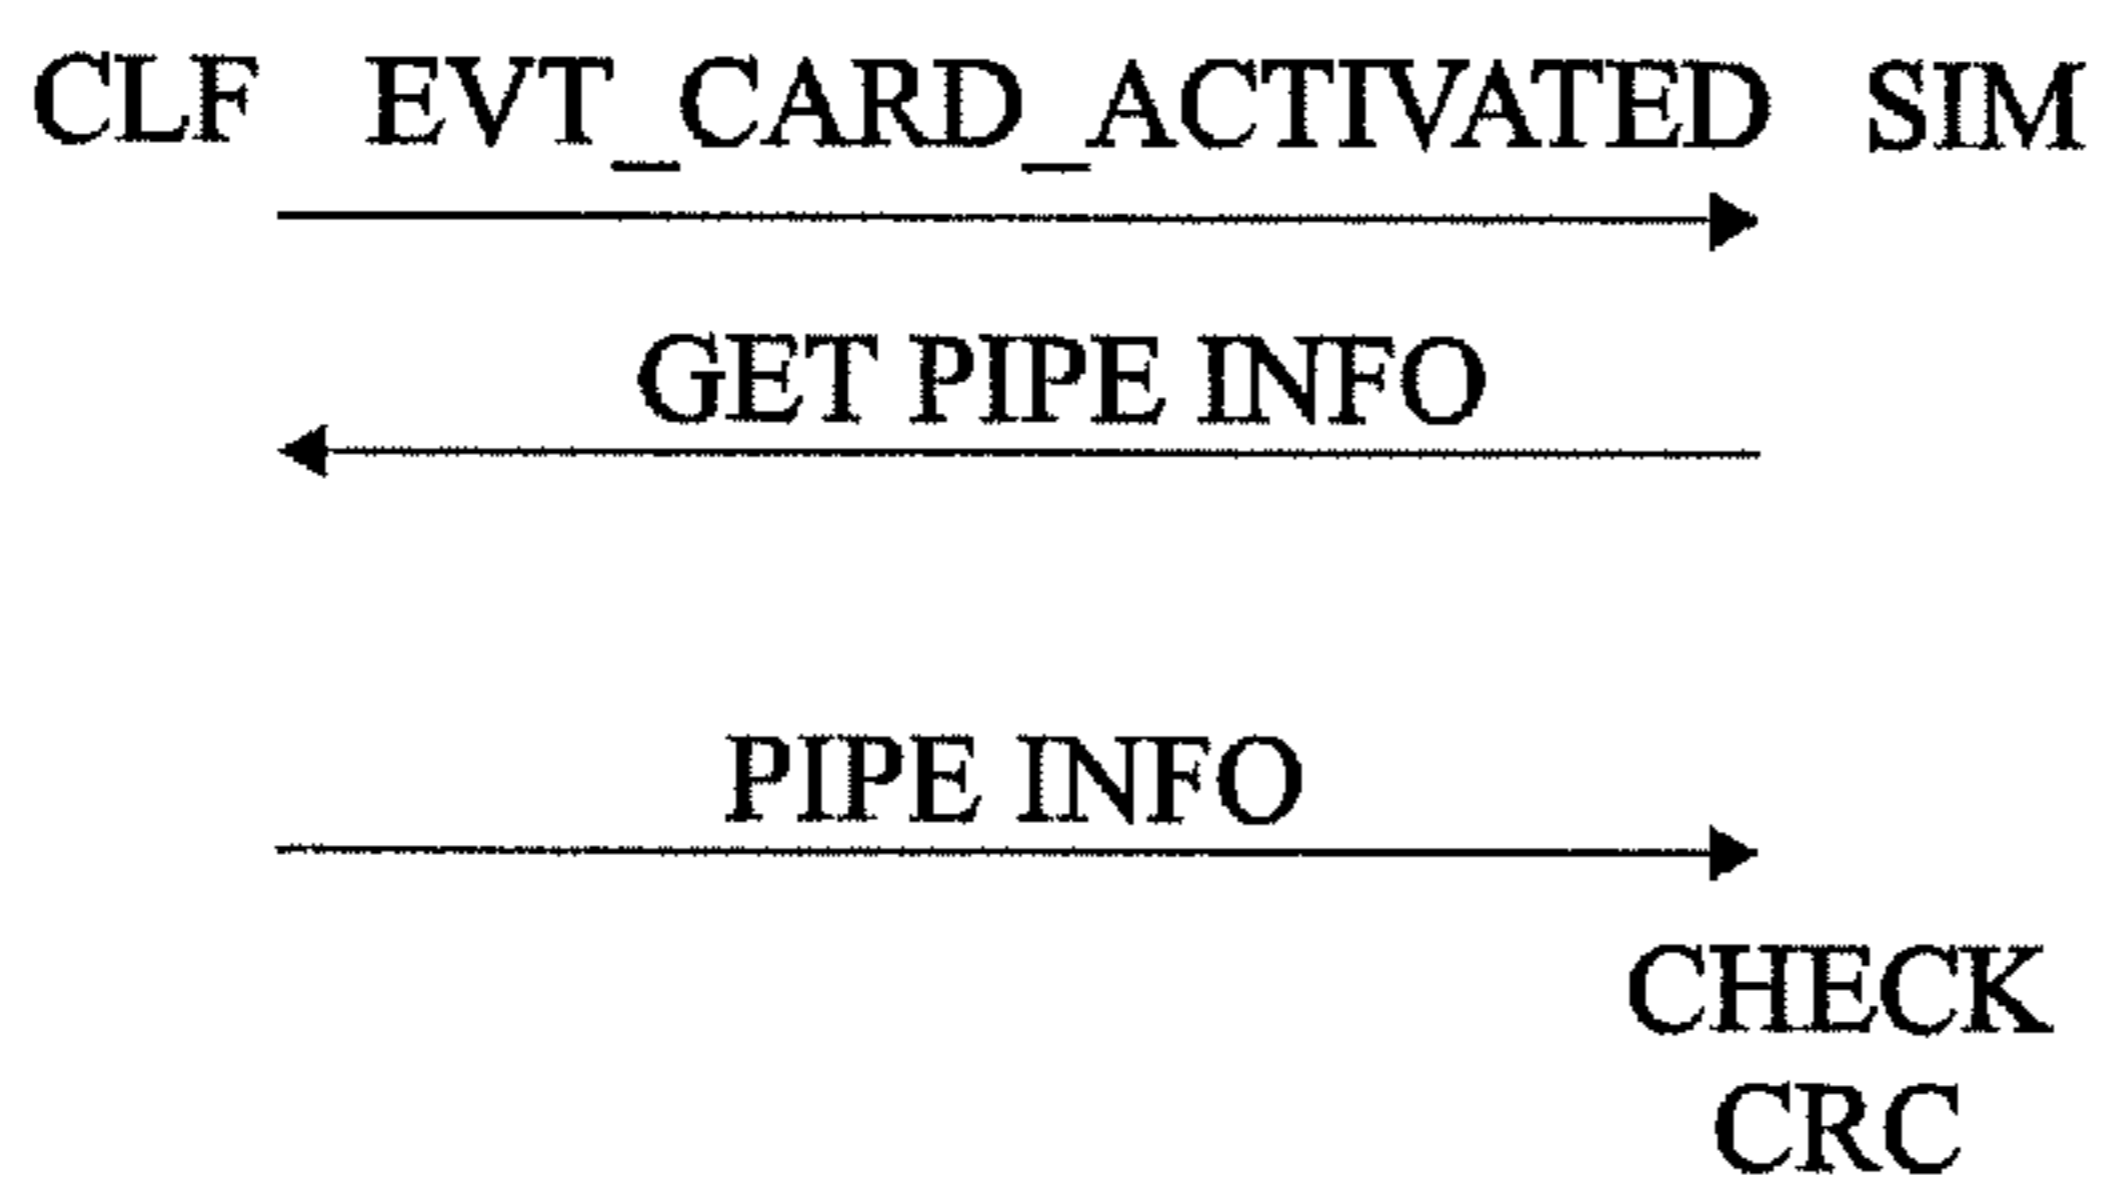 CLF EVT_CARD_ACTIVATED SIM
GET PIPE INFO
PIPE INFO
CHECK
CRC